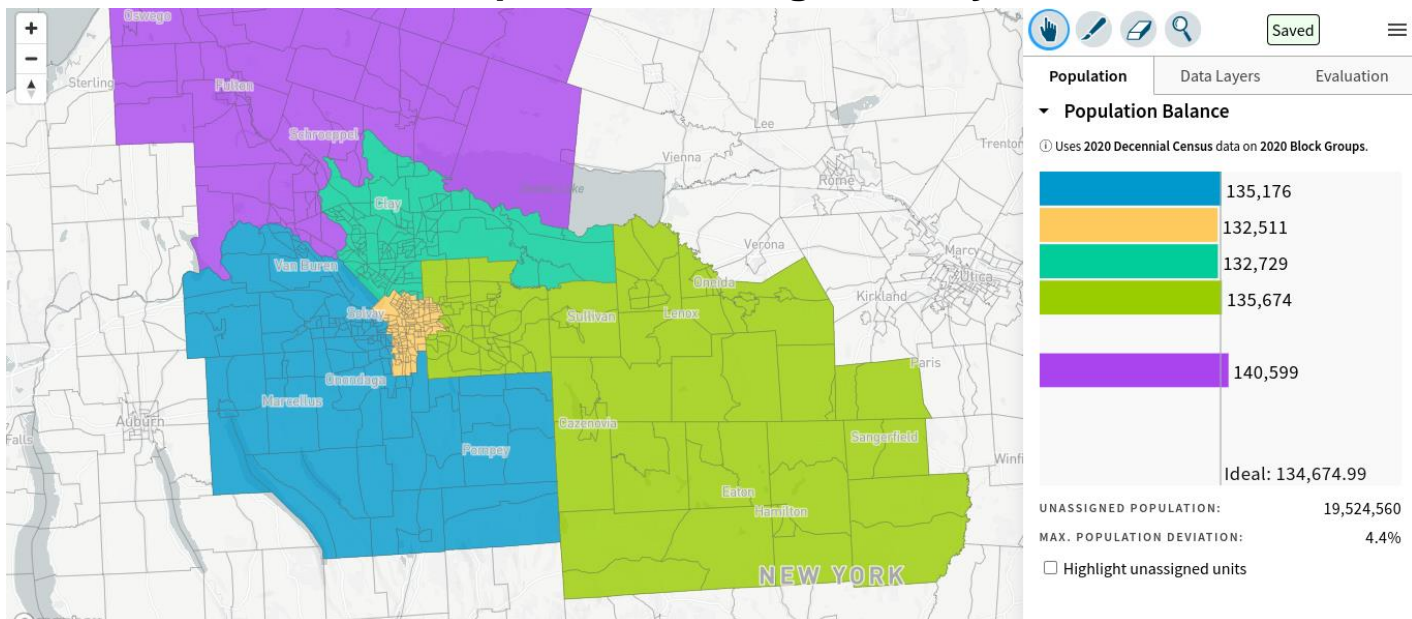 Oswego
Sterling
Fulton
Schroeppel
Lee
Vienna
Trenton
Rome
Clay
Verona
Marcy
Utica
Van Buren
Oneida
Kirkland
Solvay
Sullivan
Lenox
Paris
Onondaga
Marcellus
Auburn
Falls
Cazenovia
Sangerfield
Pompey
Winfi
Eaton
Hamilton
NEW YORK
Saved
Population
Data Layers
Evaluation
Population Balance
Uses 2020 Decennial Census data on 2020 Block Groups.
135,176
132,511
132,729
135,674
140,599
Ideal: 134,674.99
UNASSIGNED POPULATION: 19,524,560
MAX. POPULATION DEVIATION: 4.4%
Highlight unassigned units